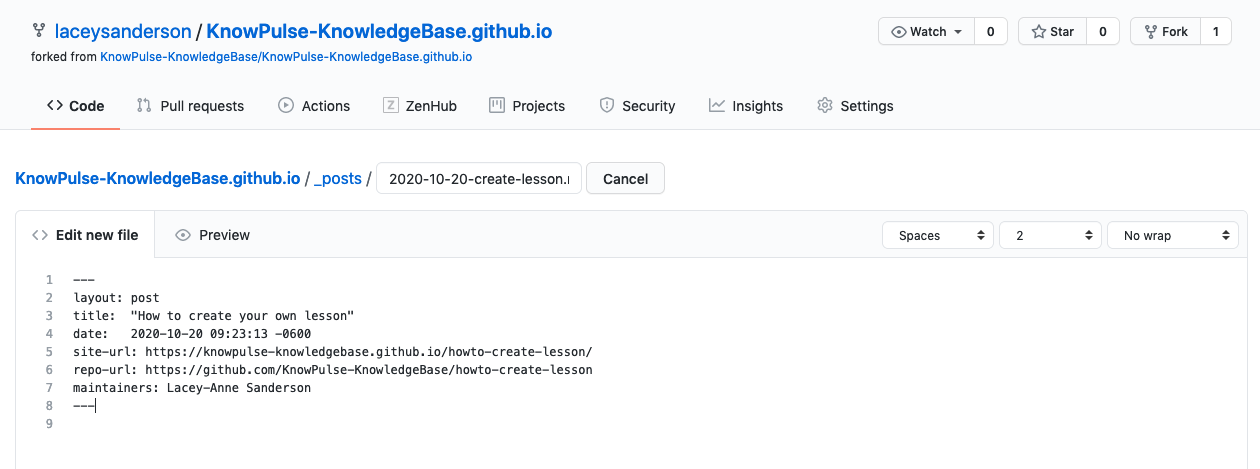 laceysanderson / KnowPulse-KnowledgeBase.github.io
Watch 0 Star 0 Fork 1
forked from KnowPulse-KnowledgeBase/KnowPulse-KnowledgeBase.github.io
Code Pull requests Actions Z ZenHub Projects Security Insights Settings
KnowPulse-KnowledgeBase.github.io / _posts / 2020-10-20-create-lesson. Cancel
<> Edit new file Preview Spaces 2 No wrap
1 ---
2 layout: post
3 title: "How to create your own lesson"
4 date: 2020-10-20 09:23:13 -0600
5 site-url: https://knowpulse-knowledgebase.github.io/howto-create-lesson/
6 repo-url: https://github.com/KnowPulse-KnowledgeBase/howto-create-lesson
7 maintainers: Lacey-Anne Sanderson
8 ---
9